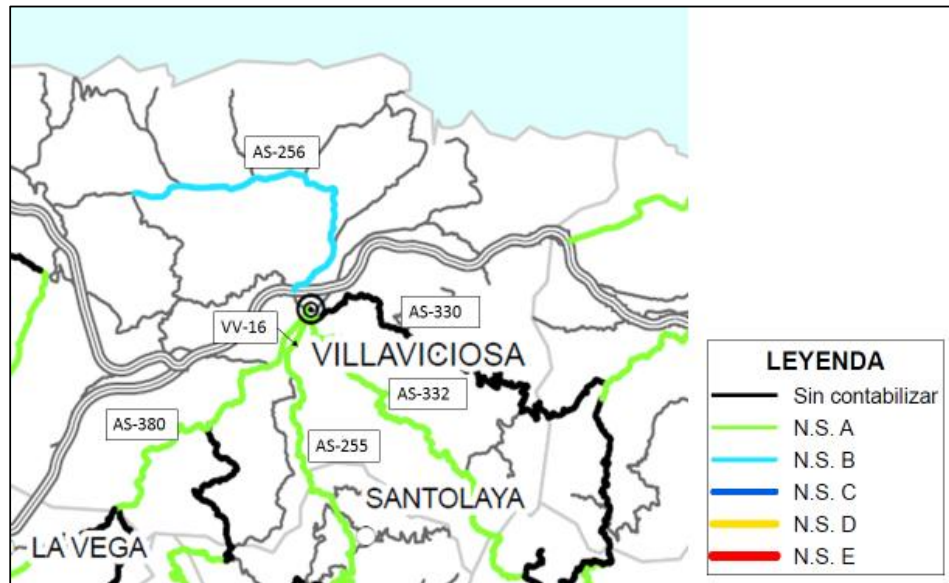 AS-256
AS-330
VV-16
VILLAVICIOSA
AS-332
AS-380
AS-255
SANTOLAYA
LA VEGA
LEYENDA
Sin contabilizar
N.S. A
N.S. B
N.S. C
N.S. D
N.S. E